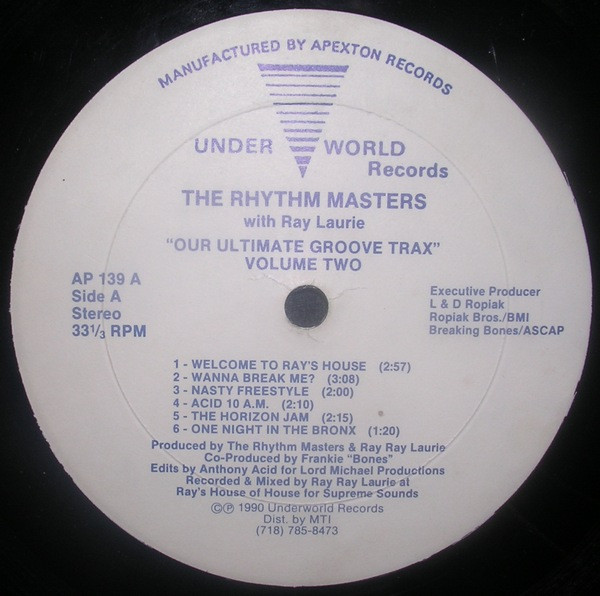 MANUFACTURED BY APEXTON RECORDS
UNDER WORLD
Records
THE RHYTHM MASTERS
with Ray Laurie
"OUR ULTIMATE GROOVE TRAX"
VOLUME TWO
AP 139 A
Side A
Stereo
33 1/3 RPM
Executive Producer
L & D Ropiak
Ropiak Bros./BMI
Breaking Bones/ASCAP
1 - WELCOME TO RAY'S HOUSE (2:57)
2 - WANNA BREAK ME? (3:08)
3 - NASTY FREESTYLE (2:00)
4 - ACID 10 A.M. (2:10)
5 - THE HORIZON JAM (2:15)
6 - ONE NIGHT IN THE BRONX (1:20)
Produced by The Rhythm Masters & Ray Ray Laurie
Co-Produced by Frankie "Bones"
Edits by Anthony Acid for Lord Michael Productions
Recorded & Mixed by Ray Ray Laurie at
Ray's House of House for Supreme Sounds
©℗ 1990 Underworld Records
Dist. by MTI
(718) 785-8473